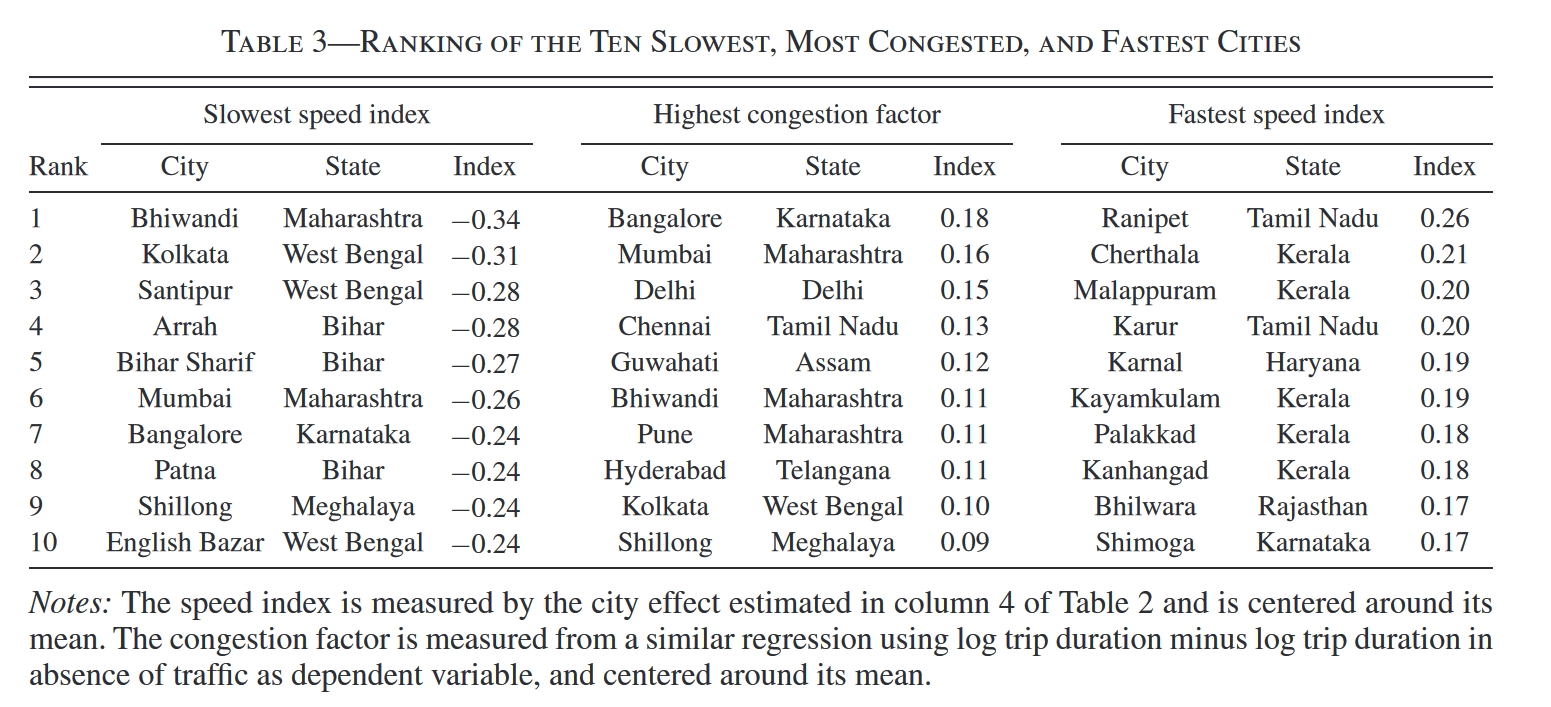 TABLE 3—RANKING OF THE TEN SLOWEST, MOST CONGESTED, AND FASTEST CITIES
Slowest speed index Highest congestion factor Fastest speed index
Rank City State Index City State Index City State Index
1 Bhiwandi Maharashtra −0.34 Bangalore Karnataka 0.18 Ranipet Tamil Nadu 0.26
2 Kolkata West Bengal −0.31 Mumbai Maharashtra 0.16 Cherthala Kerala 0.21
3 Santipur West Bengal −0.28 Delhi Delhi 0.15 Malappuram Kerala 0.20
4 Arrah Bihar −0.28 Chennai Tamil Nadu 0.13 Karur Tamil Nadu 0.20
5 Bihar Sharif Bihar −0.27 Guwahati Assam 0.12 Karnal Haryana 0.19
6 Mumbai Maharashtra −0.26 Bhiwandi Maharashtra 0.11 Kayamkulam Kerala 0.19
7 Bangalore Karnataka −0.24 Pune Maharashtra 0.11 Palakkad Kerala 0.18
8 Patna Bihar −0.24 Hyderabad Telangana 0.11 Kanhangad Kerala 0.18
9 Shillong Meghalaya −0.24 Kolkata West Bengal 0.10 Bhilwara Rajasthan 0.17
10 English Bazar West Bengal −0.24 Shillong Meghalaya 0.09 Shimoga Karnataka 0.17
Notes: The speed index is measured by the city effect estimated in column 4 of Table 2 and is centered around its
mean. The congestion factor is measured from a similar regression using log trip duration minus log trip duration in
absence of traffic as dependent variable, and centered around its mean.